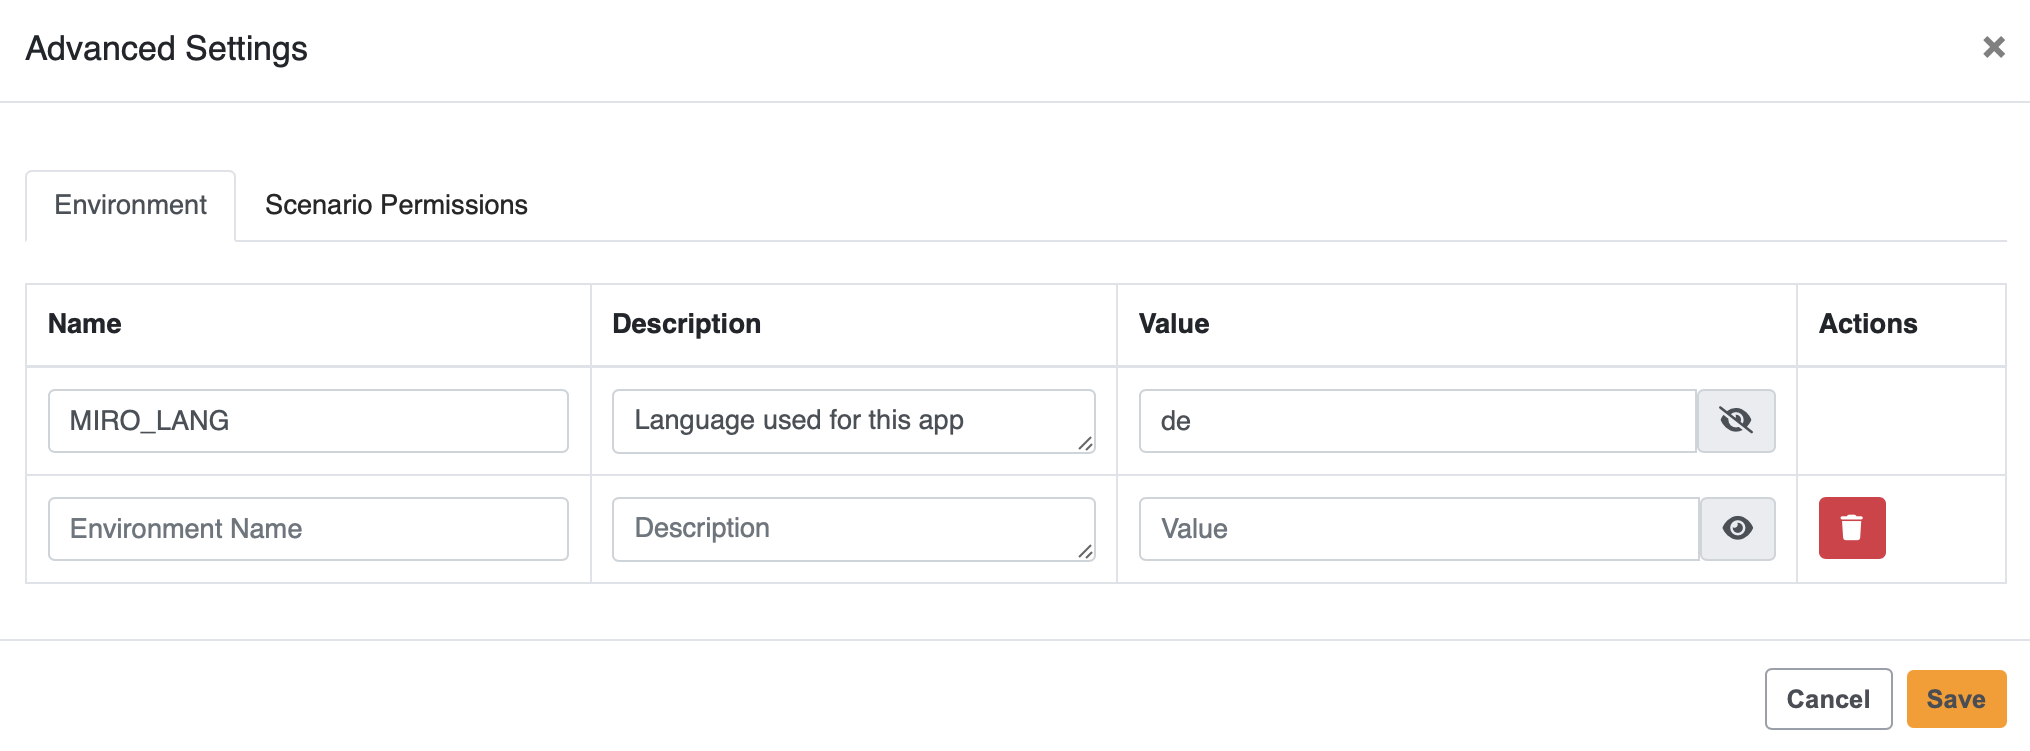 Advanced Settings
Environment
Scenario Permissions
Name
Description
Value
Actions
MIRO_LANG
Language used for this app
de
Environment Name
Description
Value
Cancel
Save